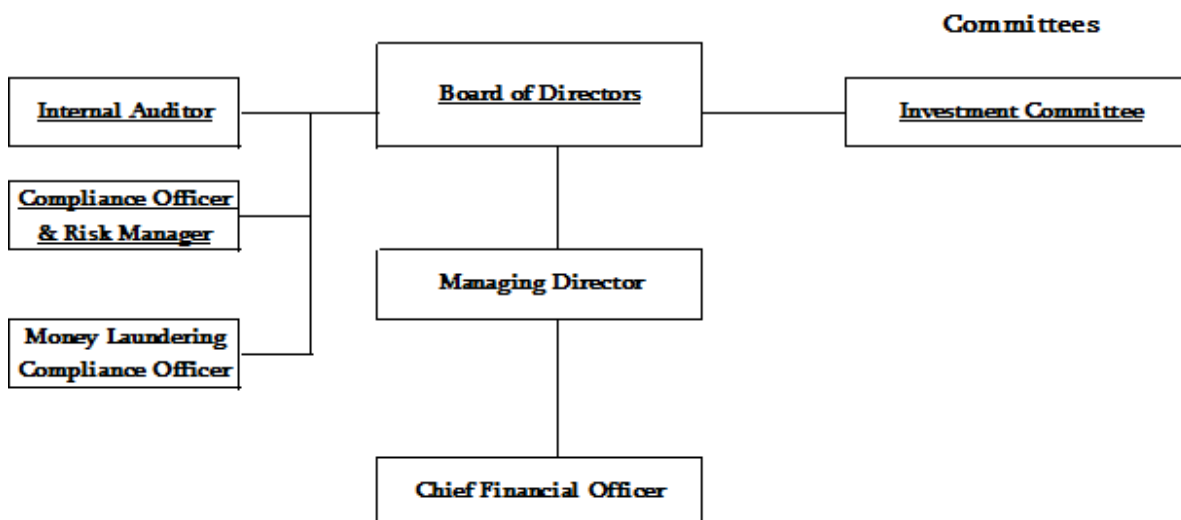 Committees
Internal Auditor
Board of Directors
Investment Committee
Compliance Officer
& Risk Manager
Managing Director
Money Laundering
Compliance Officer
Chief Financial Officer